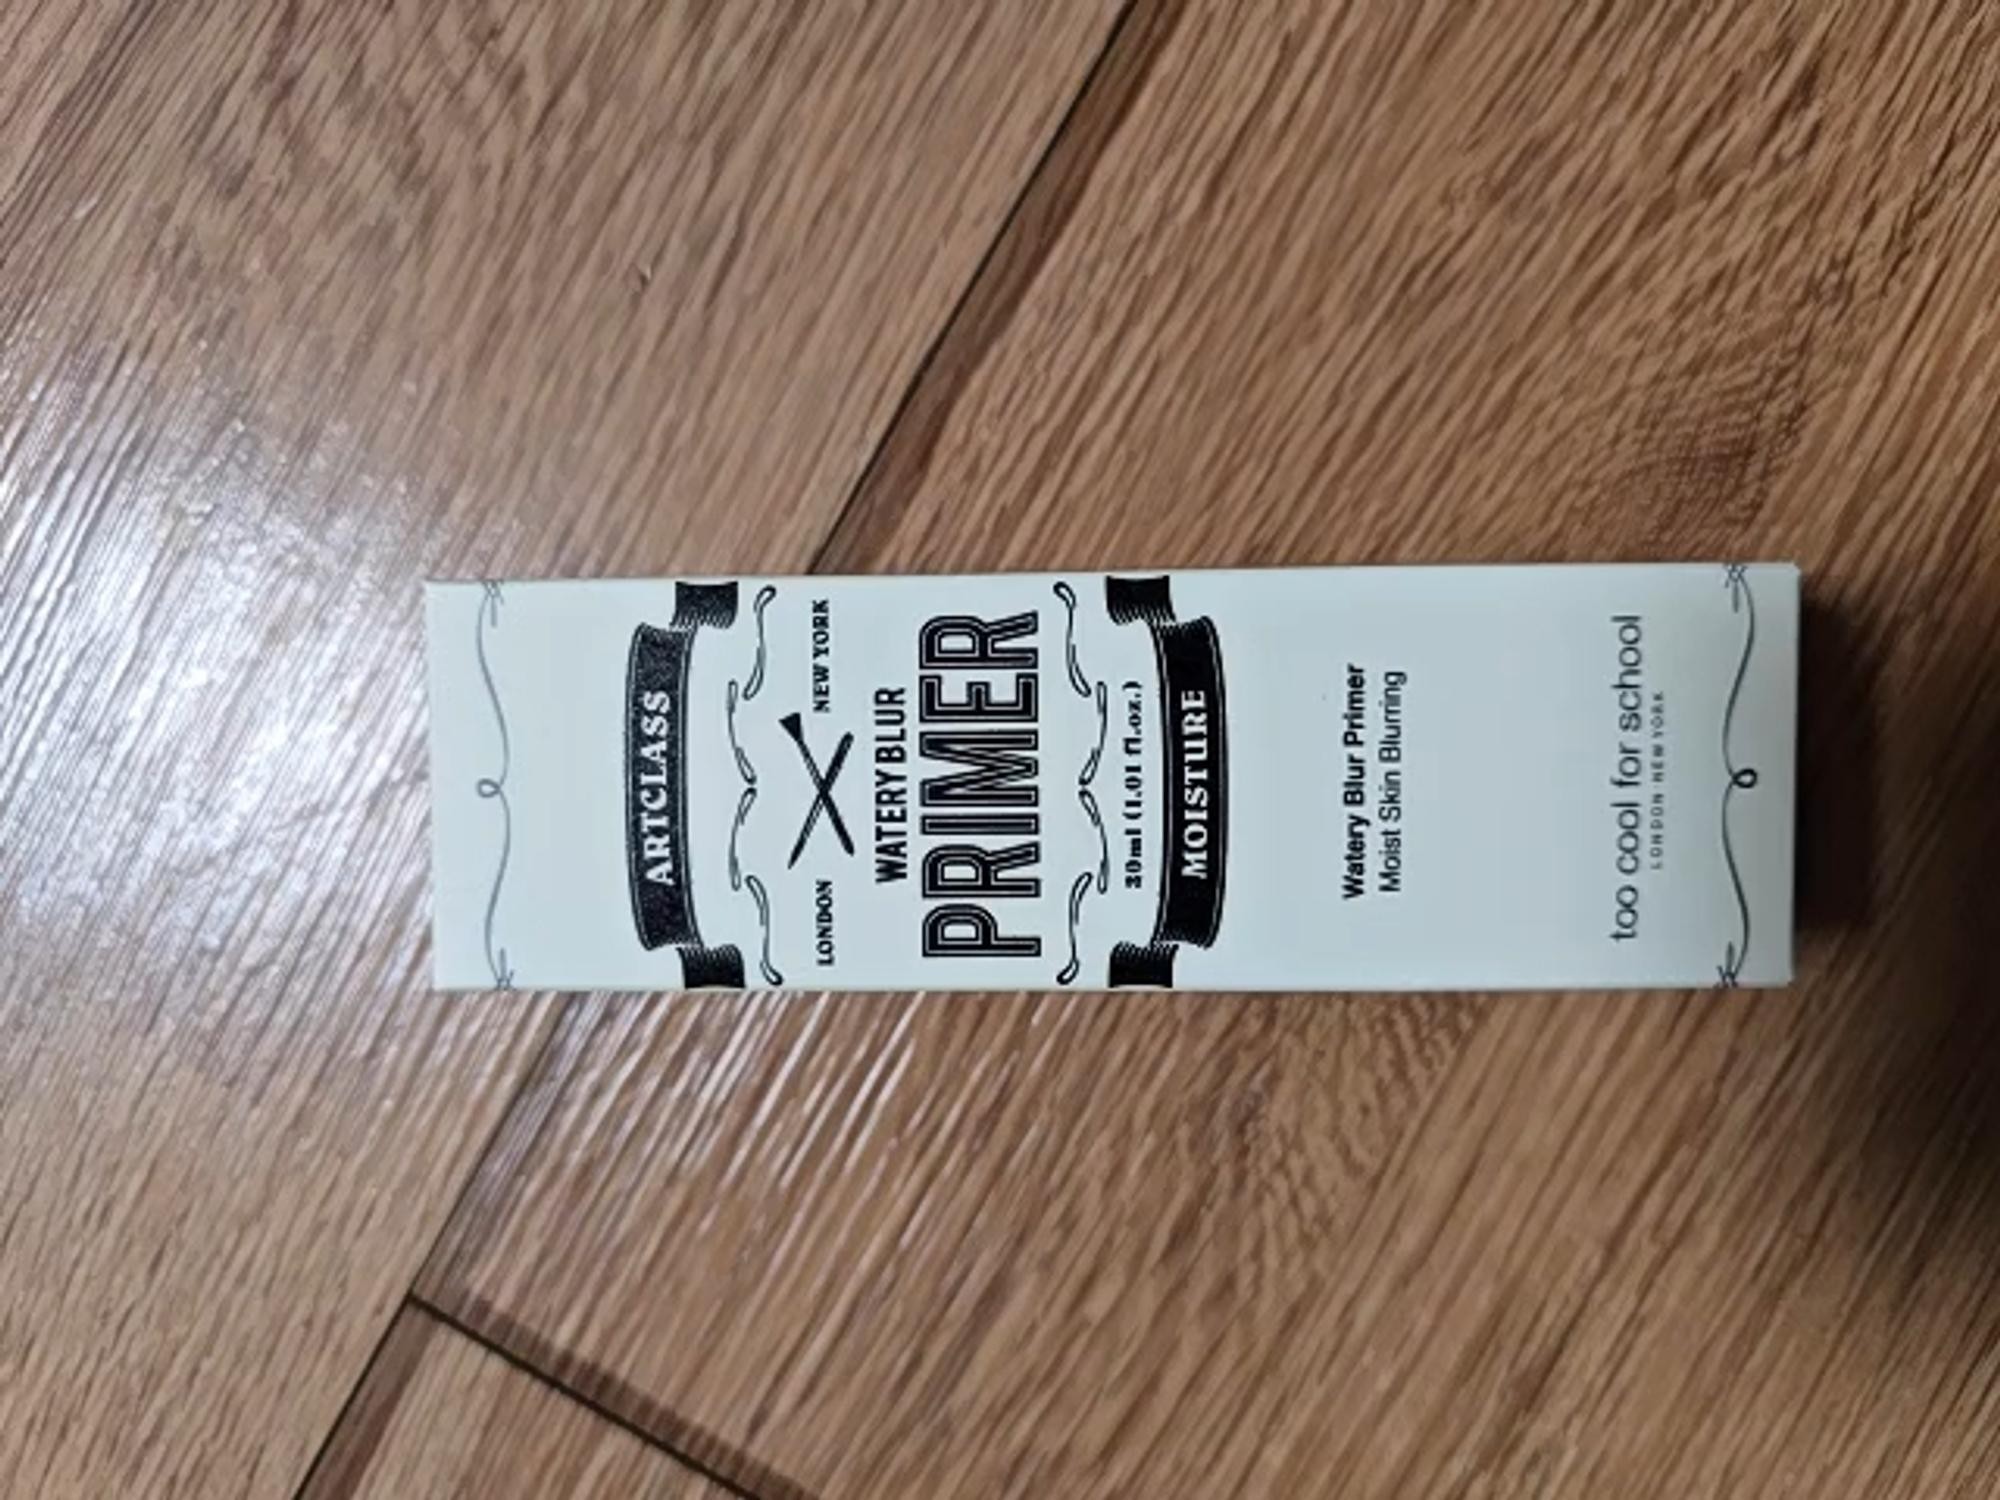 ARTCLASS
LONDON NEW YORK
WATERY BLUR
PRIMER
30ml (1.01 fl.oz.)
MOISTURE
Watery Blur Primer
Moist Skin Blurring
too cool for school
LONDON NEW YORK